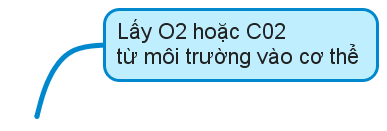 Lấy O2 hoặc C02
từ môi trường vào cơ thể